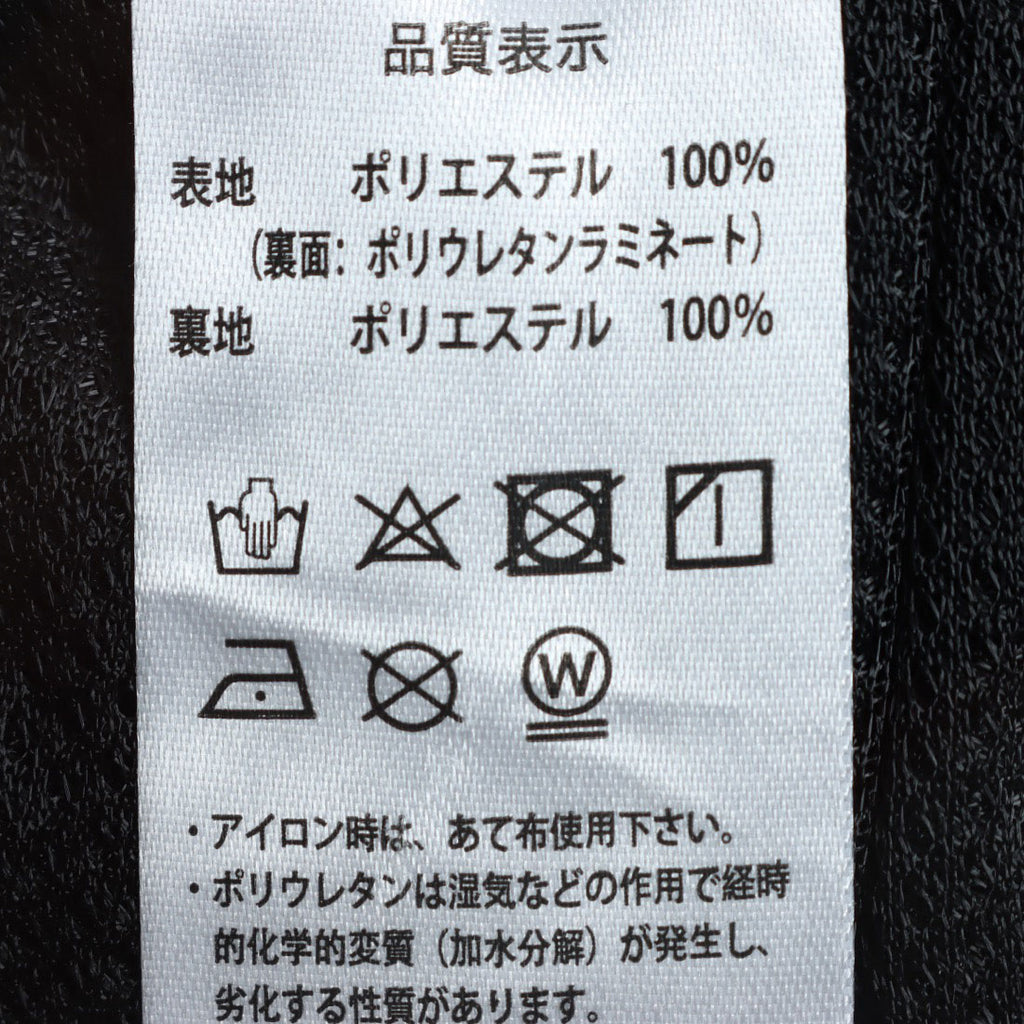 品質表示
表地 ポリエステル 100%
（裏面： ポリウレタンラミネート）
裏地 ポリエステル 100%
W
・アイロン時は、あて布使用下さい。
・ポリウレタンは湿気などの作用で経時
的化学的変質（加水分解）が発生し、
劣化する性質があります。